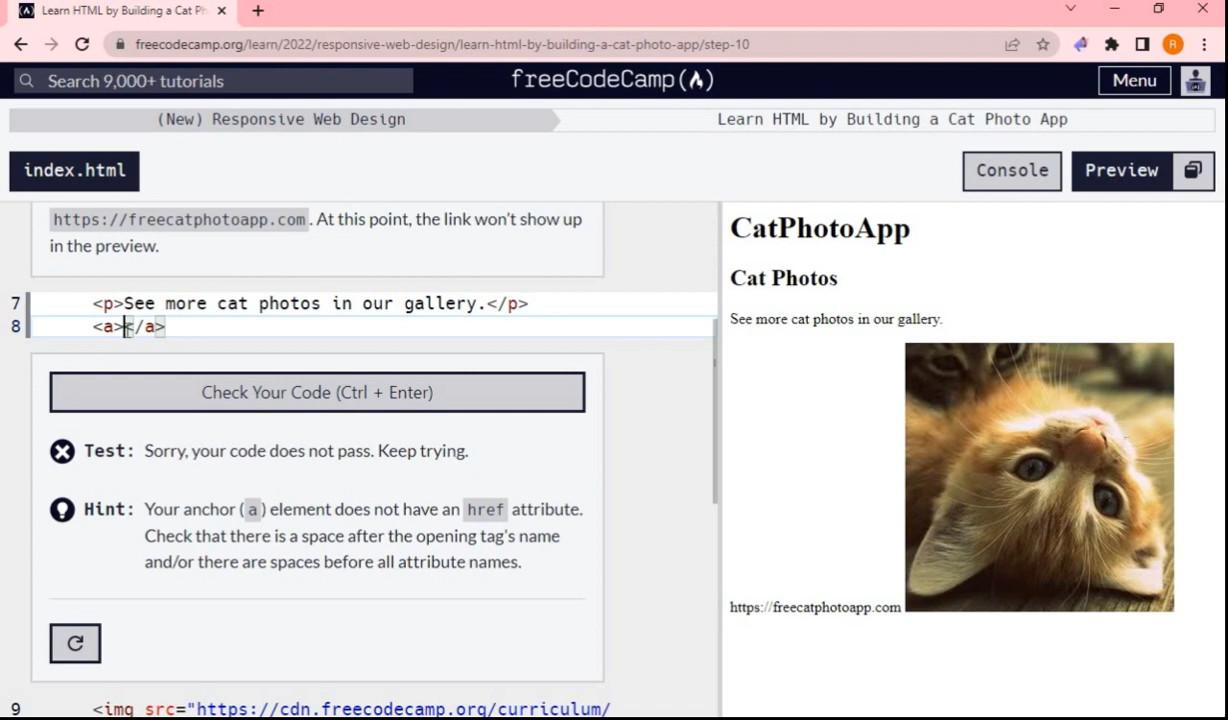 Learn HTML by Building a Cat Ph
freecodecamp.org/learn/2022/responsive-web-design/learn-html-by-building-a-cat-photo-app/step-10
R
Search 9,000+ tutorials
freeCodeCamp
Menu
(New) Responsive Web Design
Learn HTML by Building a Cat Photo App
index.html
Console
Preview
https://freecatphotoapp.com . At this point, the link won't show up
in the preview.
7 <p>See more cat photos in our gallery.</p>
8 <a></a>
Check Your Code (Ctrl + Enter)
Test: Sorry, your code does not pass. Keep trying.
Hint: Your anchor ( a ) element does not have an href attribute.
Check that there is a space after the opening tag's name
and/or there are spaces before all attribute names.
9 <img src="https://cdn.freecodecamp.org/curriculum/
CatPhotoApp
Cat Photos
See more cat photos in our gallery.
https://freecatphotoapp.com